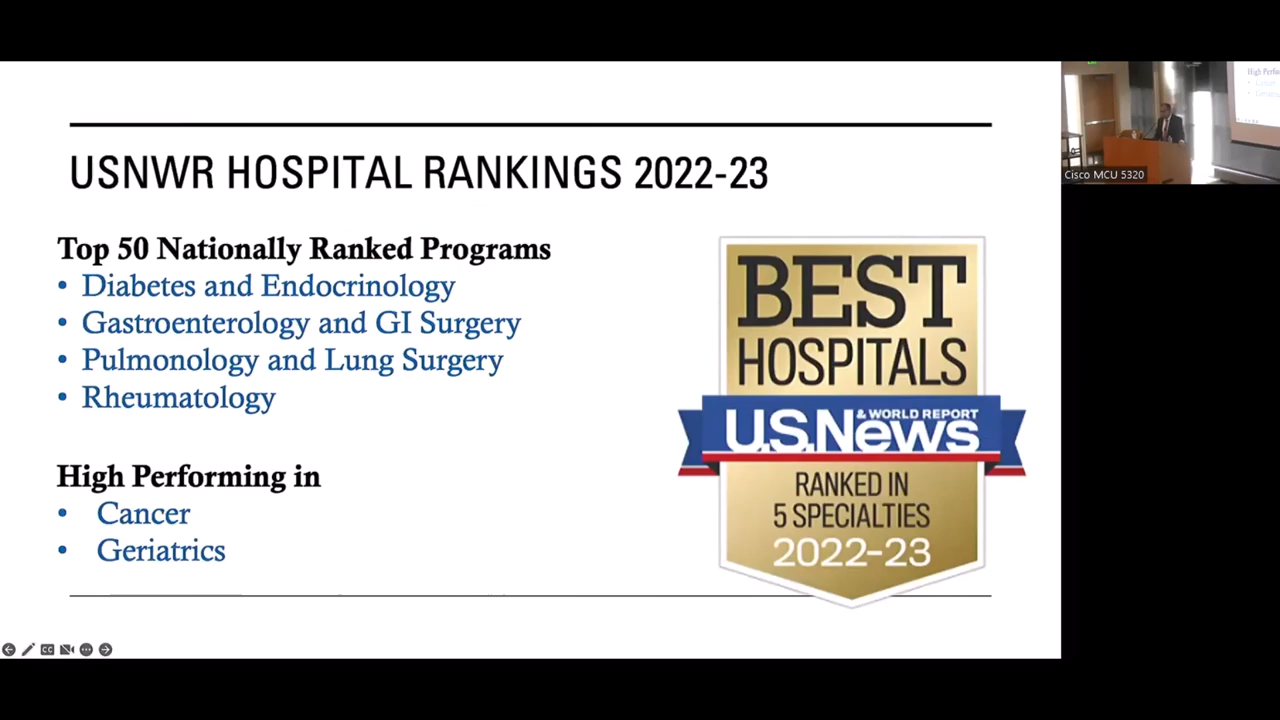 USNWR HOSPITAL RANKINGS 2022-23
Top 50 Nationally Ranked Programs
• Diabetes and Endocrinology
• Gastroenterology and GI Surgery
• Pulmonology and Lung Surgery
• Rheumatology
High Performing in
• Cancer
• Geriatrics
BEST
HOSPITALS
U.S.News
& WORLD REPORT
RANKED IN
5 SPECIALTIES
2022-23
Cisco MCU 5320
CC